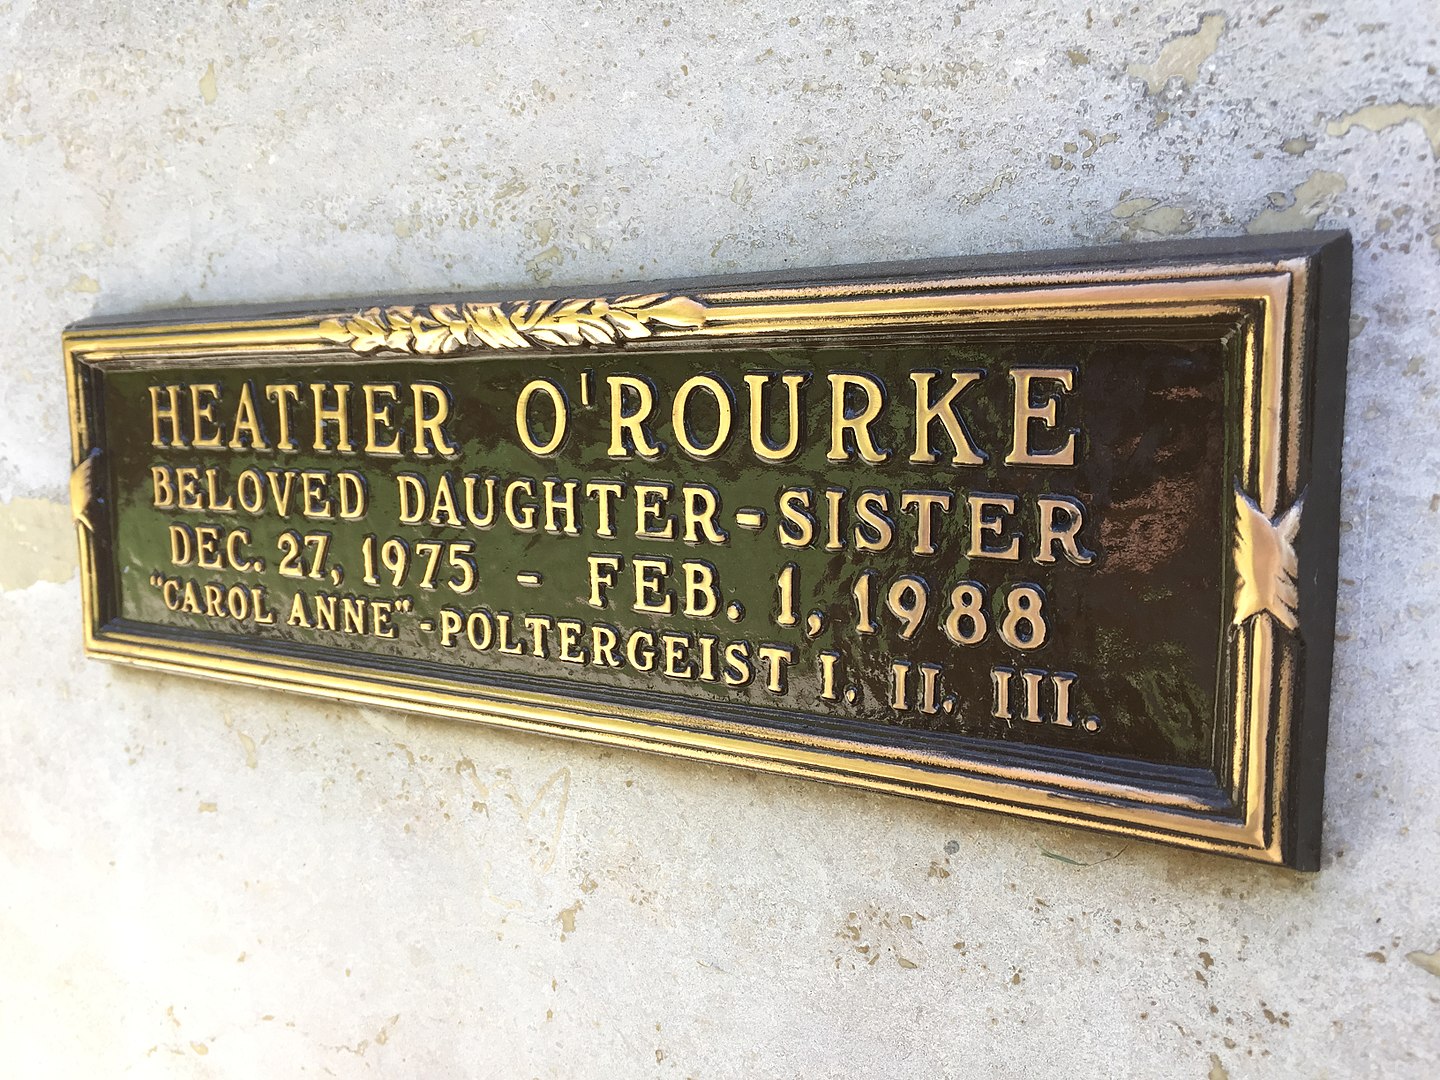 HEATHER O'ROURKE
BELOVED DAUGHTER-SISTER
DEC. 27, 1975 - FEB. 1, 1988
"CAROL ANNE"-POLTERGEIST I. II. III.